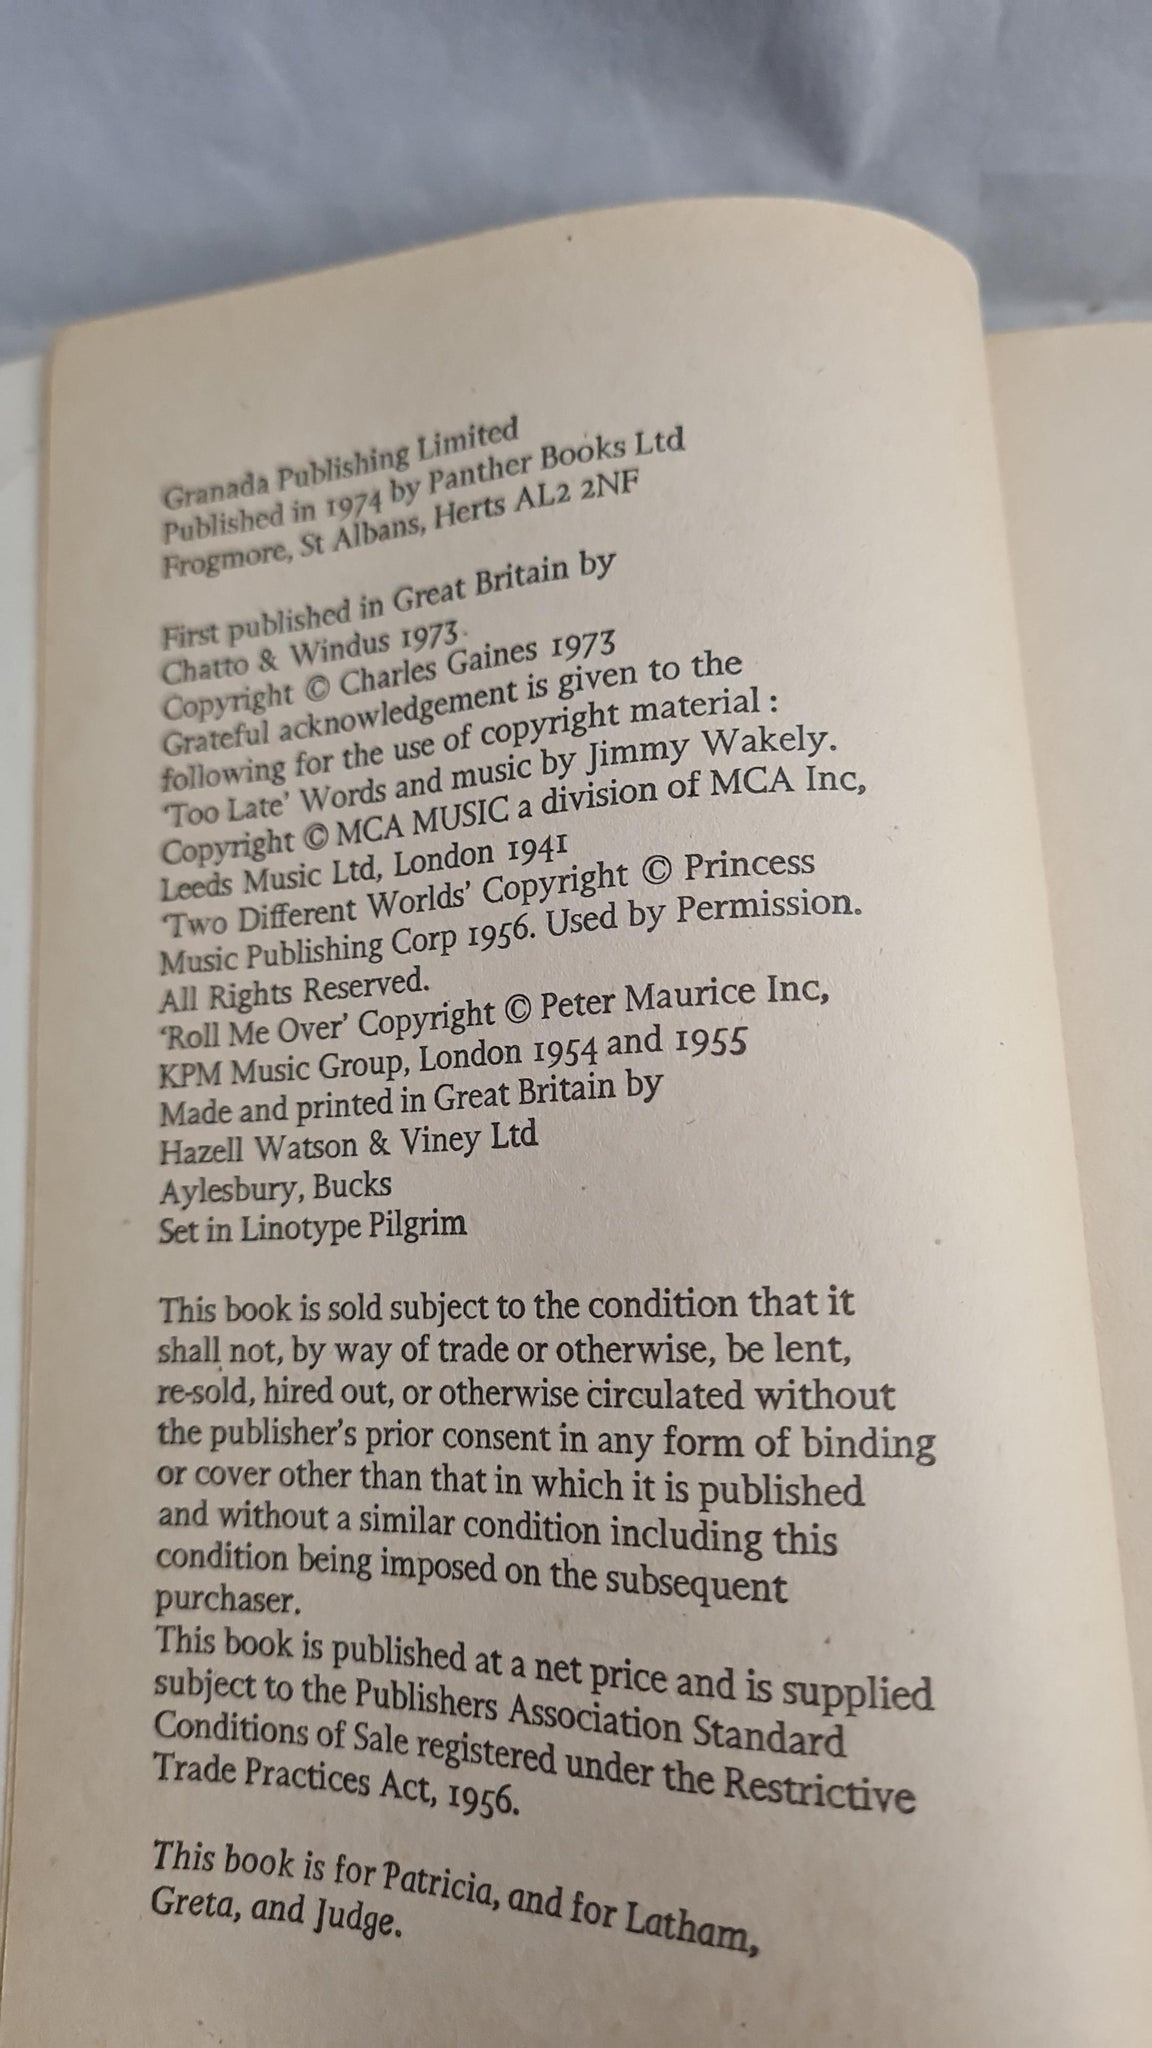 Granada Publishing Limited
Published in 1974 by Panther Books Ltd
Frogmore, St Albans, Herts AL2 2NF
First published in Great Britain by
Chatto & Windus 1973.
Copyright © Charles Gaines 1973
Grateful acknowledgement is given to the
following for the use of copyright material :
'Too Late' Words and music by Jimmy Wakely.
Copyright © MCA MUSIC a division of MCA Inc,
Leeds Music Ltd, London 1941
'Two Different Worlds' Copyright © Princess
Music Publishing Corp 1956. Used by Permission.
All Rights Reserved.
'Roll Me Over' Copyright © Peter Maurice Inc,
KPM Music Group, London 1954 and 1955
Made and printed in Great Britain by
Hazell Watson & Viney Ltd
Aylesbury, Bucks
Set in Linotype Pilgrim
This book is sold subject to the condition that it
shall not, by way of trade or otherwise, be lent,
re-sold, hired out, or otherwise circulated without
the publisher's prior consent in any form of binding
or cover other than that in which it is published
and without a similar condition including this
condition being imposed on the subsequent
purchaser.
This book is published at a net price and is supplied
subject to the Publishers Association Standard
Conditions of Sale registered under the Restrictive
Trade Practices Act, 1956.
This book is for Patricia, and for Latham,
Greta, and Judge.